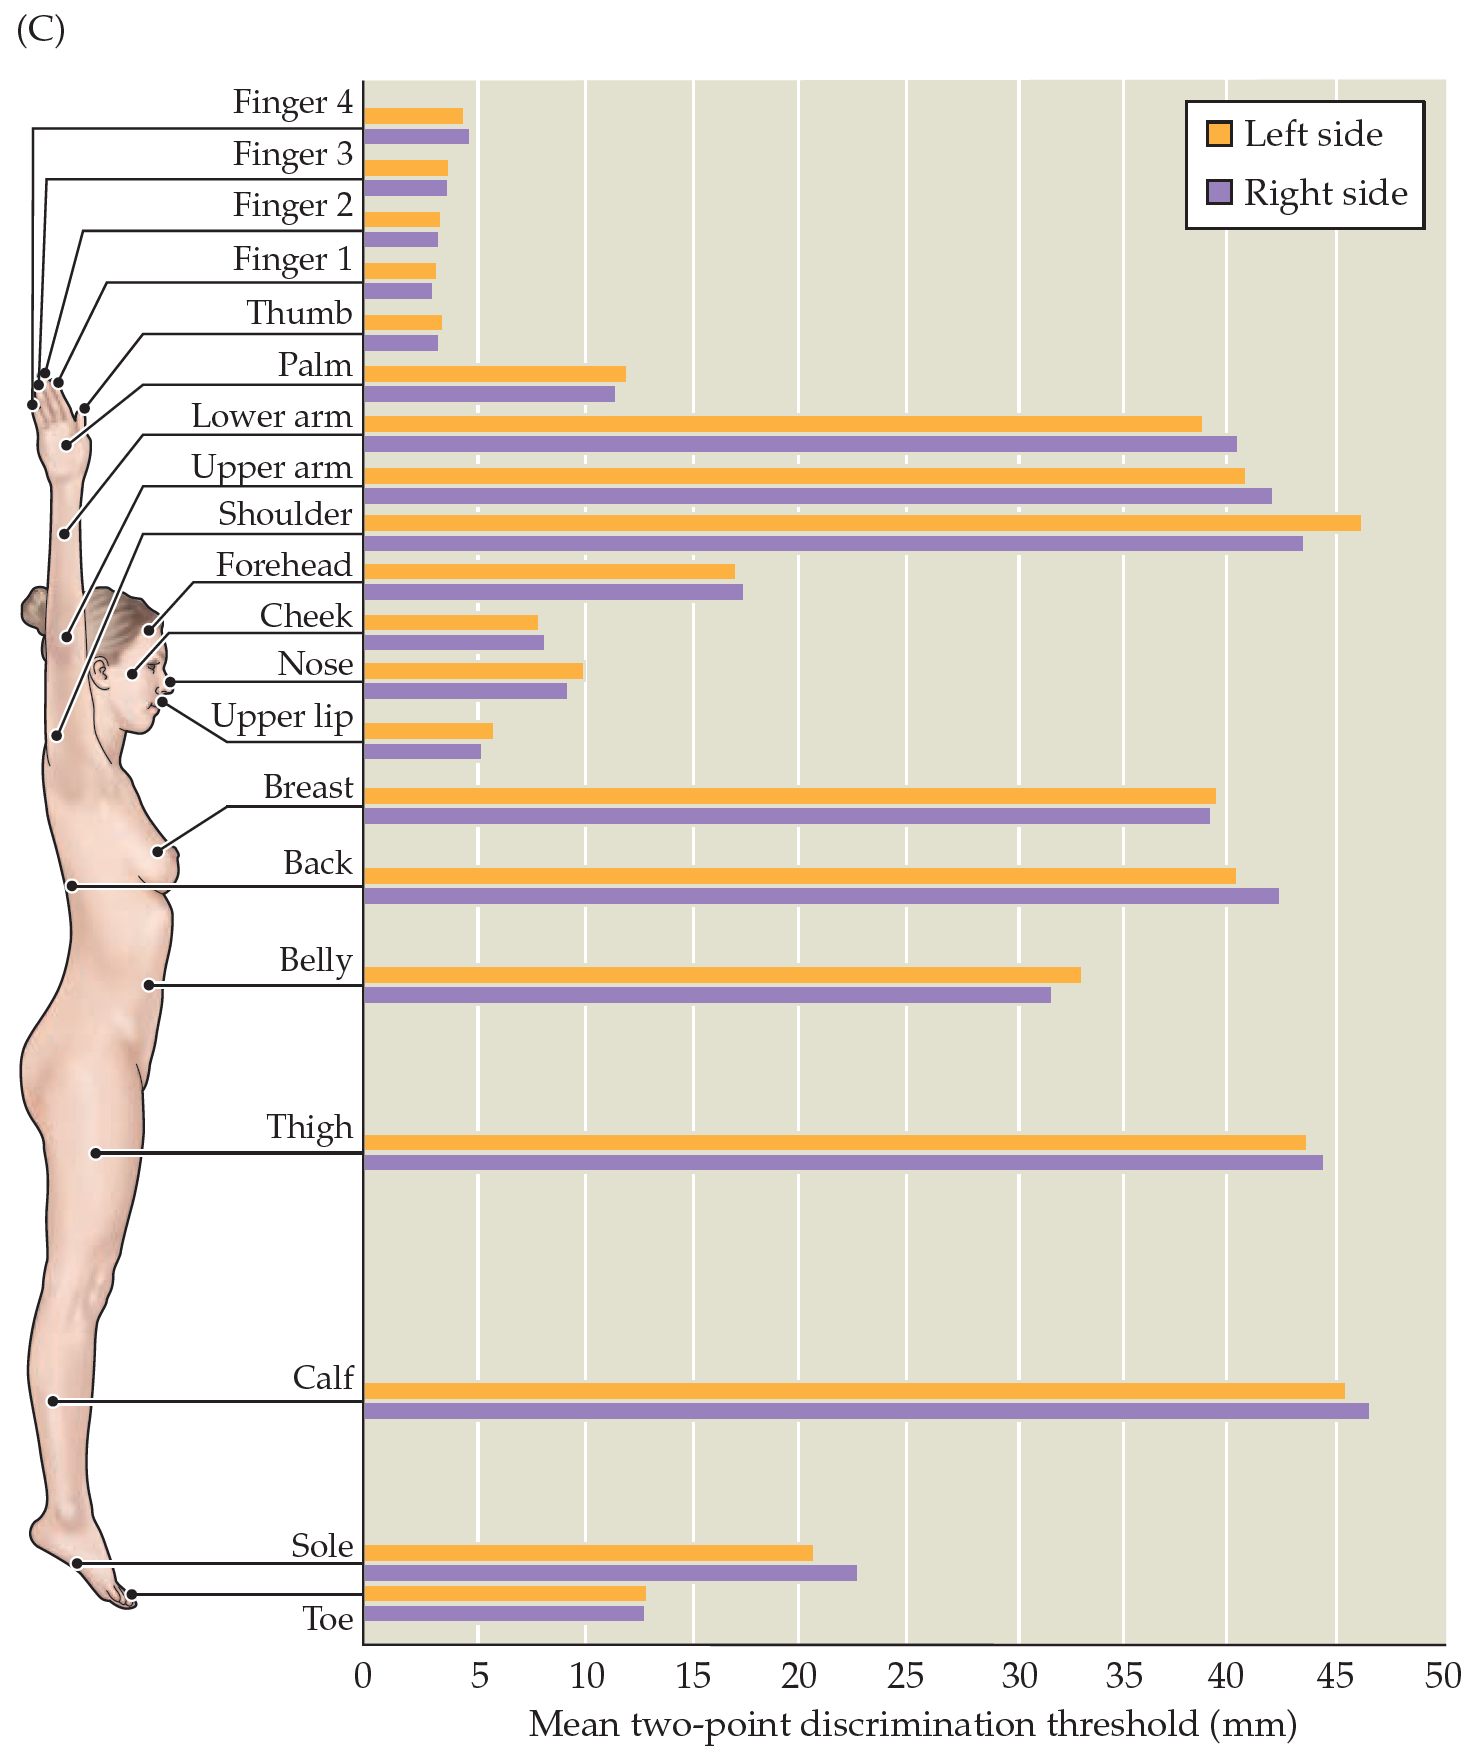 (C)
Finger 4
Finger 3
Finger 2
Finger 1
Thumb
Palm
Lower arm
Upper arm
Shoulder
Forehead
Cheek
Nose
Upper lip
Breast
Back
Belly
Thigh
Calf
Sole
Toe
Left side
Right side
0 5 10 15 20 25 30 35 40 45 50
Mean two-point discrimination threshold (mm)